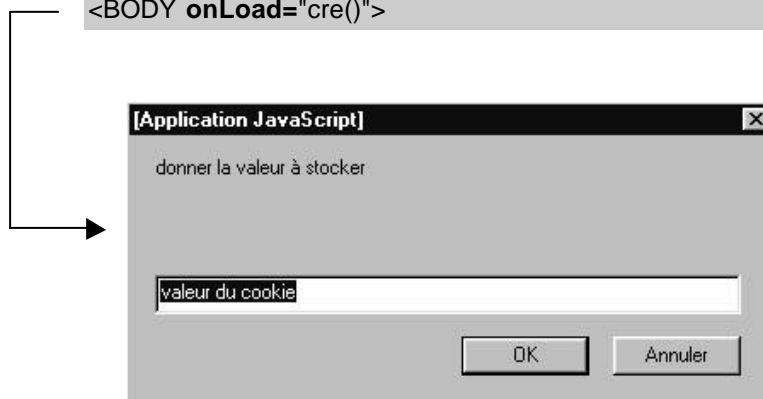 <BODY onLoad="cre()">
[Application JavaScript]
donner la valeur à stocker
valeur du cookie
OK Annuler